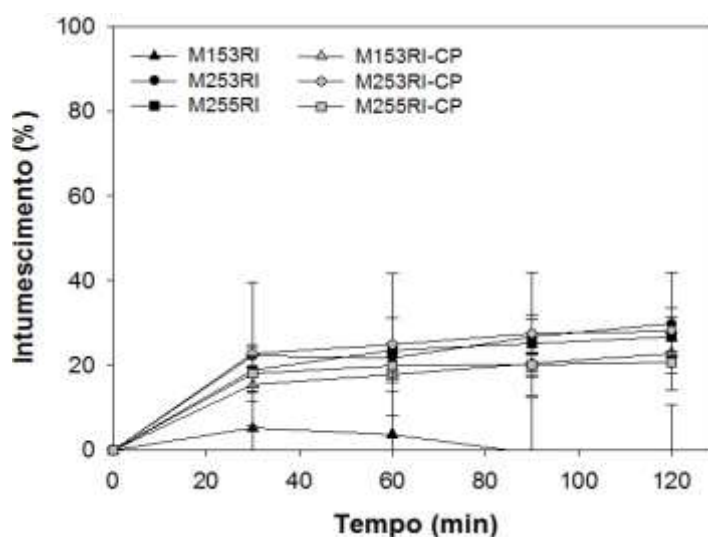 100
80
60
40
20
0
Intumescimento (%)
M153RI M153RI-CP
M253RI M253RI-CP
M255RI M255RI-CP
0 20 40 60 80 100 120
Tempo (min)